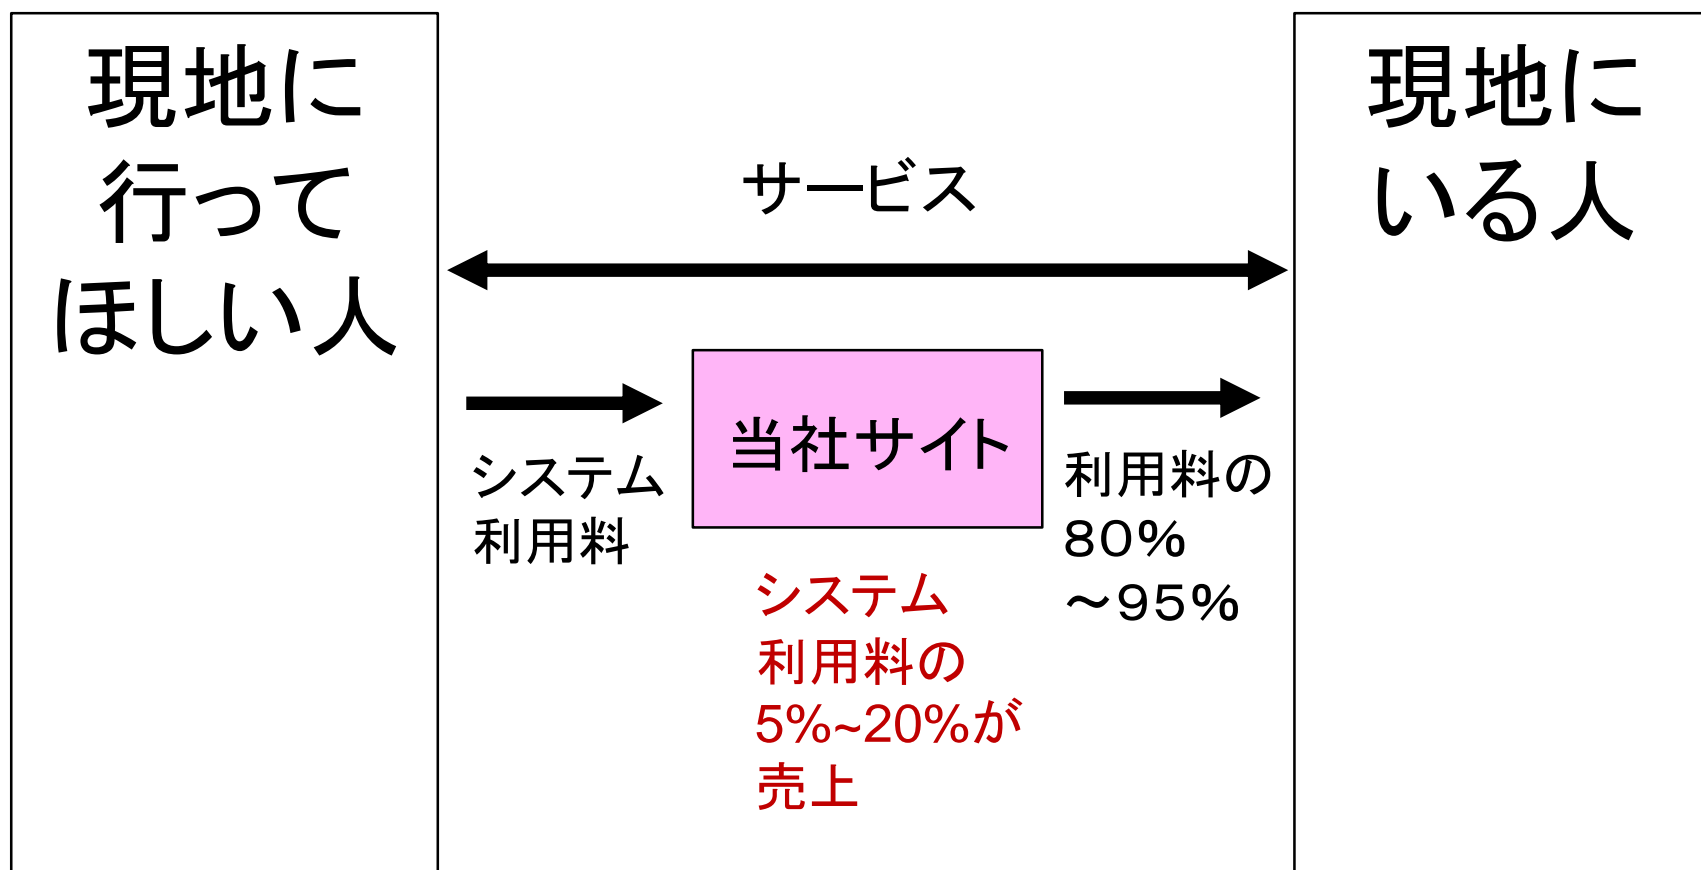 現地に
行って
ほしい人
サービス
現地に
いる人
システム
利用料
当社サイト
利用料の
80%
～95%
システム
利用料の
5%~20%が
売上